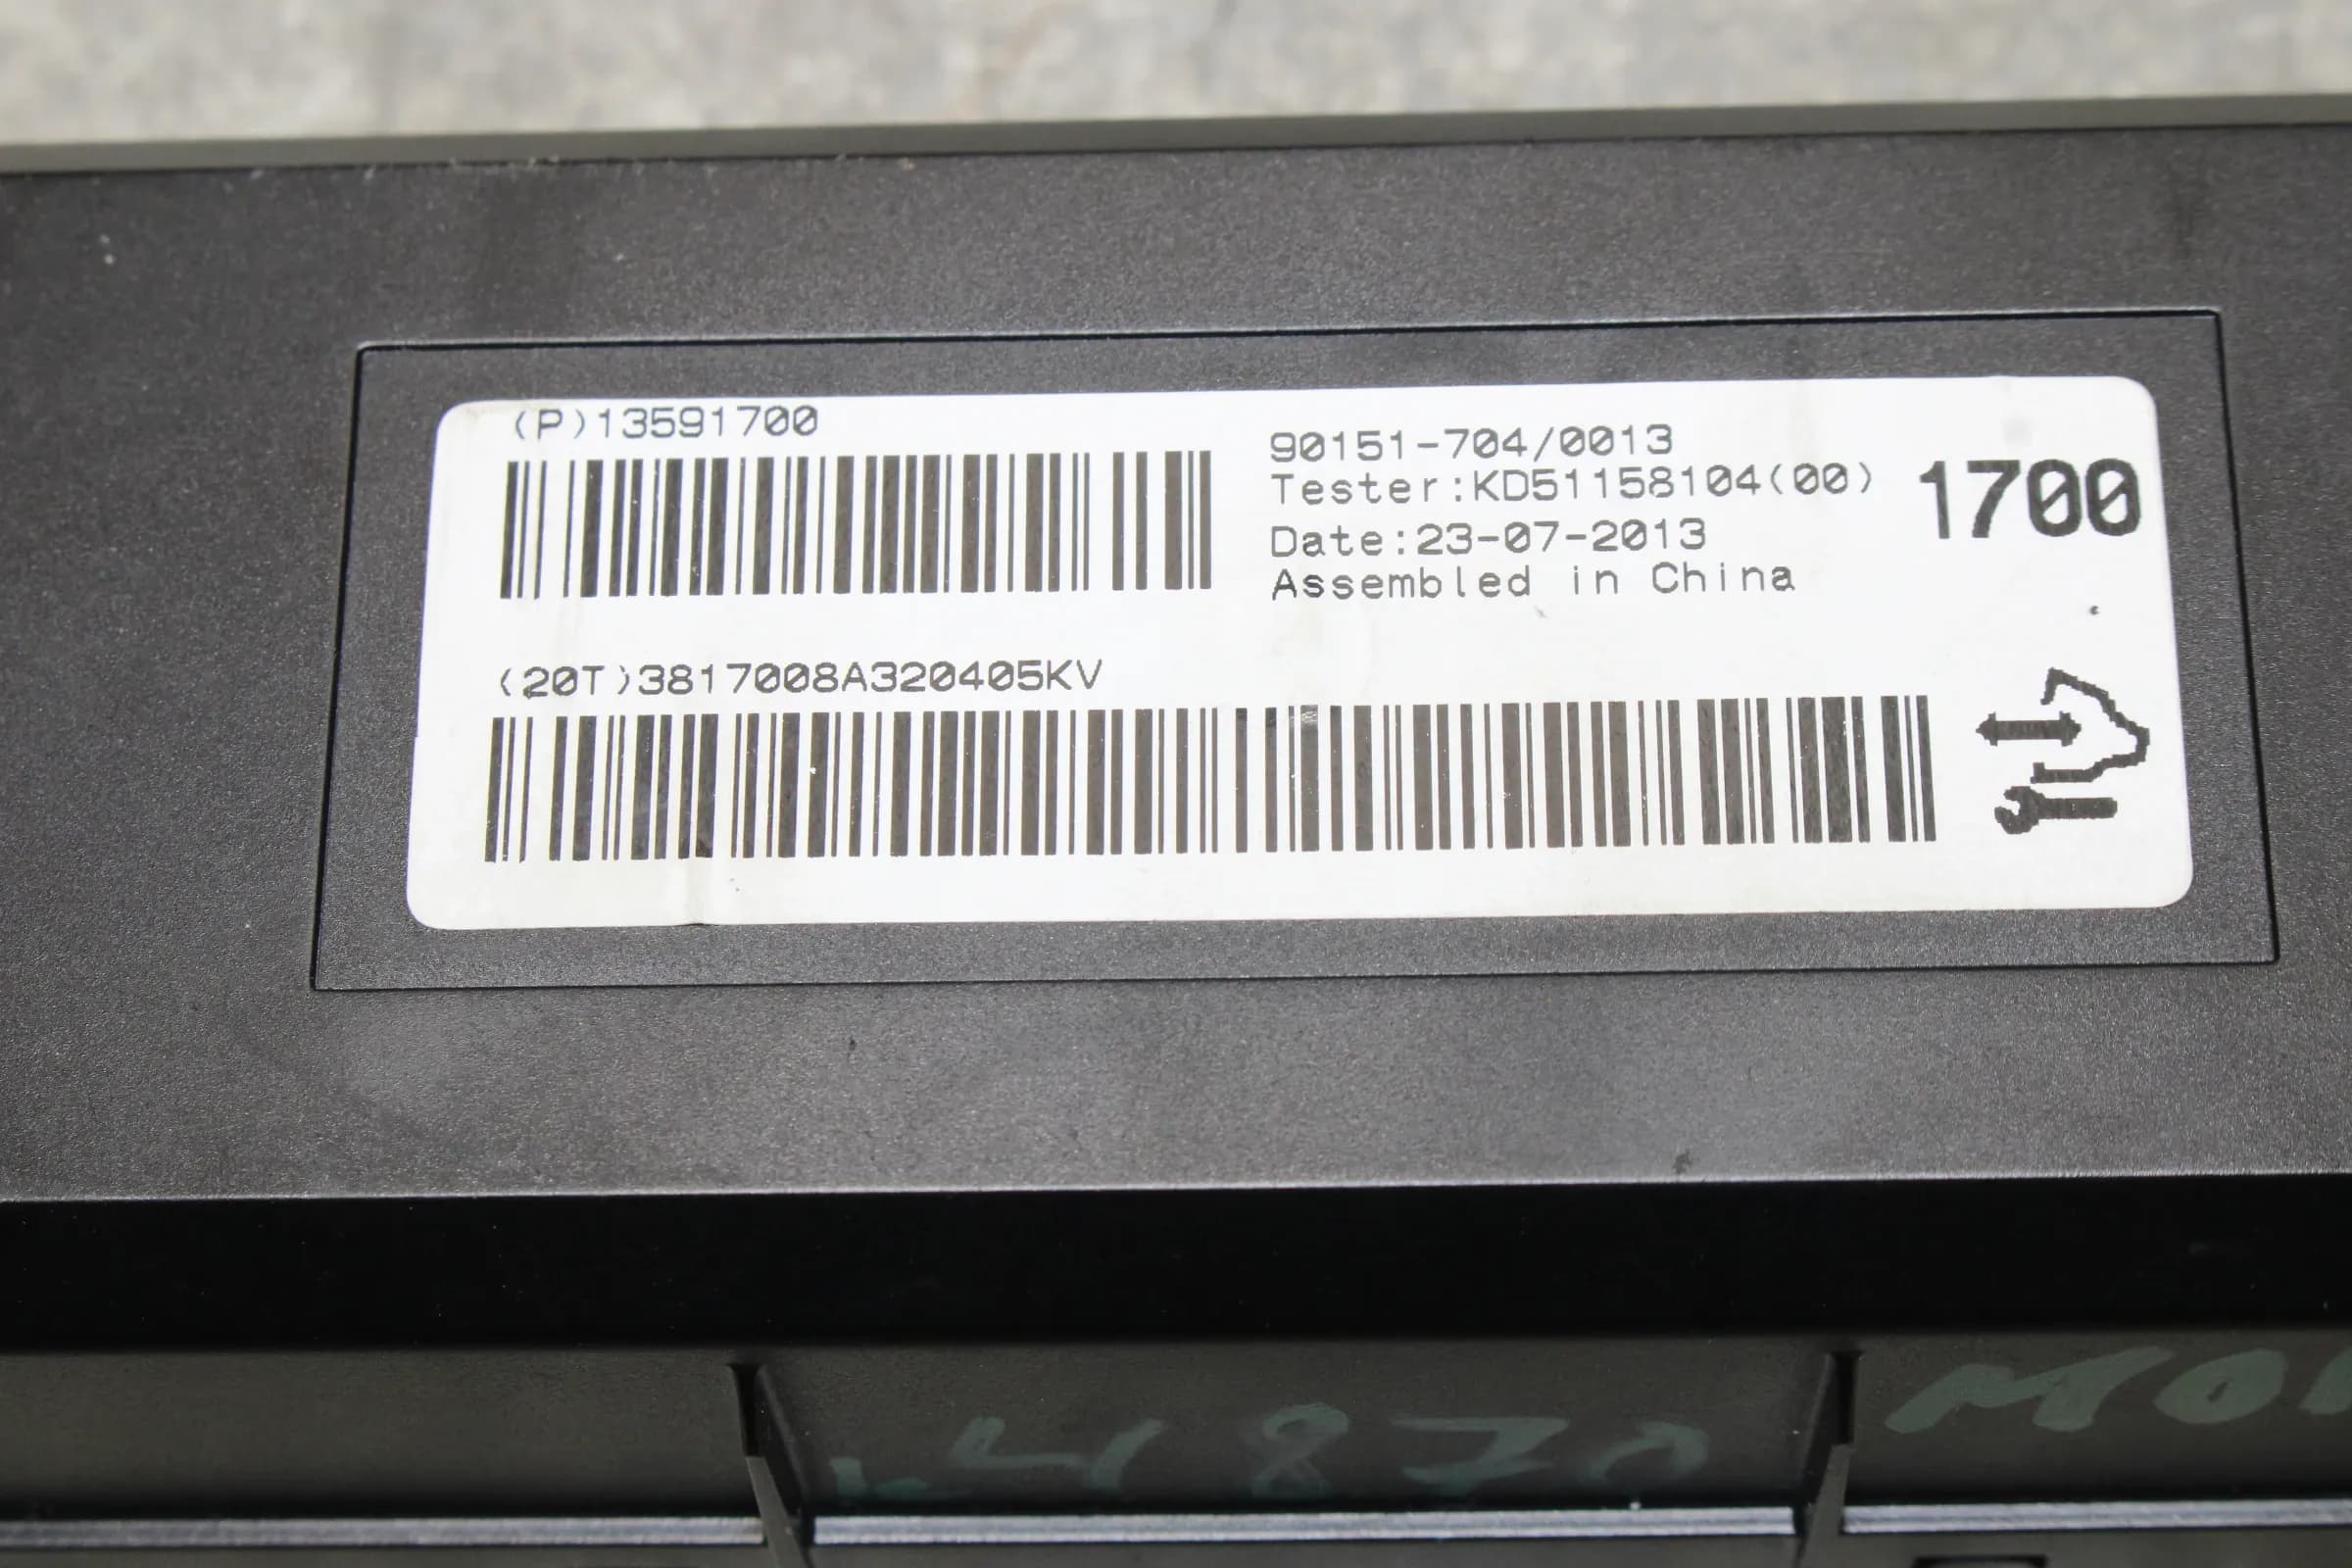 (P)13591700
90151-704/0013
Tester:KD51158104(00)
Date:23-07-2013
Assembled in China
1700
(20T)3817008A320405KV